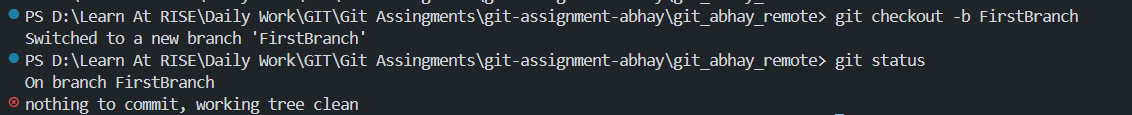 PS D:\Learn At RISE\Daily Work\GIT\Git Assingments\git-assignment-abhay\git_abhay_remote> git checkout -b FirstBranch
Switched to a new branch 'FirstBranch'
PS D:\Learn At RISE\Daily Work\GIT\Git Assingments\git-assignment-abhay\git_abhay_remote> git status
On branch FirstBranch
nothing to commit, working tree clean